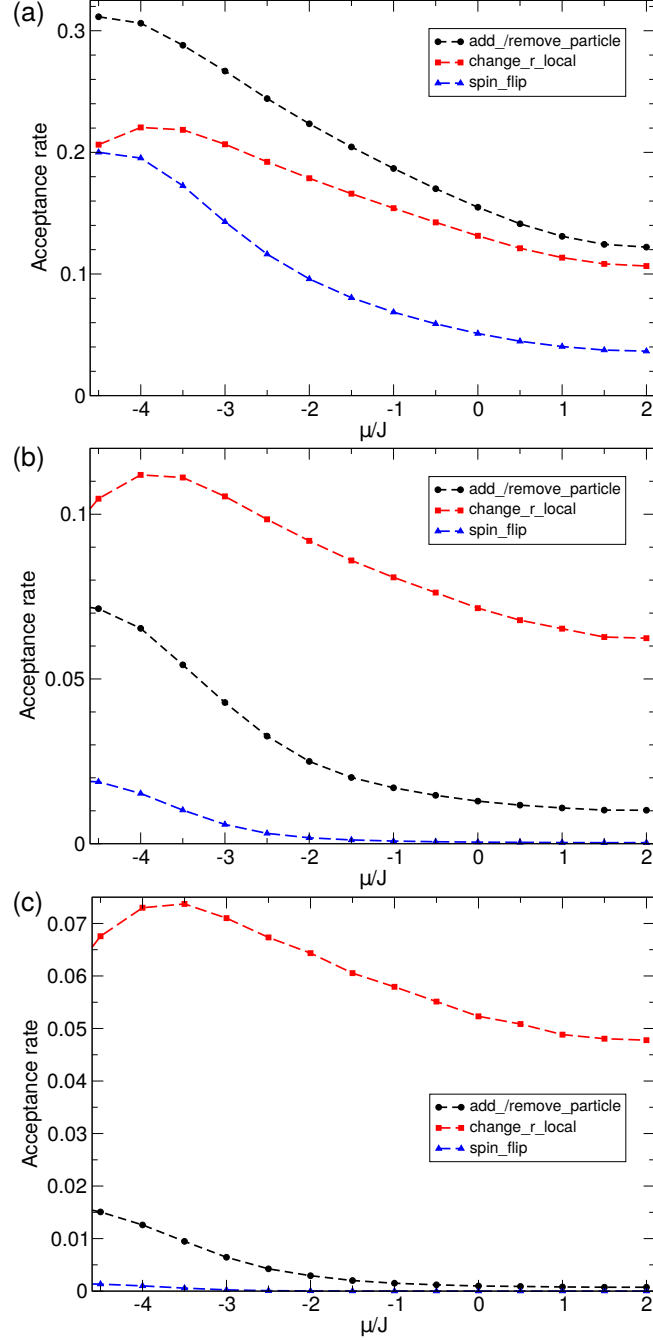 (a)
0.3
0.2
0.1
0
Acceptance rate
add_/remove_particle
change_r_local
spin_flip
-4 -3 -2 -1 0 1 2
μ/J
(b)
0.1
0.05
0
Acceptance rate
add_/remove_particle
change_r_local
spin_flip
-4 -3 -2 -1 0 1 2
μ/J
(c)
0.07
0.06
0.05
0.04
0.03
0.02
0.01
0
Acceptance rate
add_/remove_particle
change_r_local
spin_flip
-4 -3 -2 -1 0 1 2
μ/J